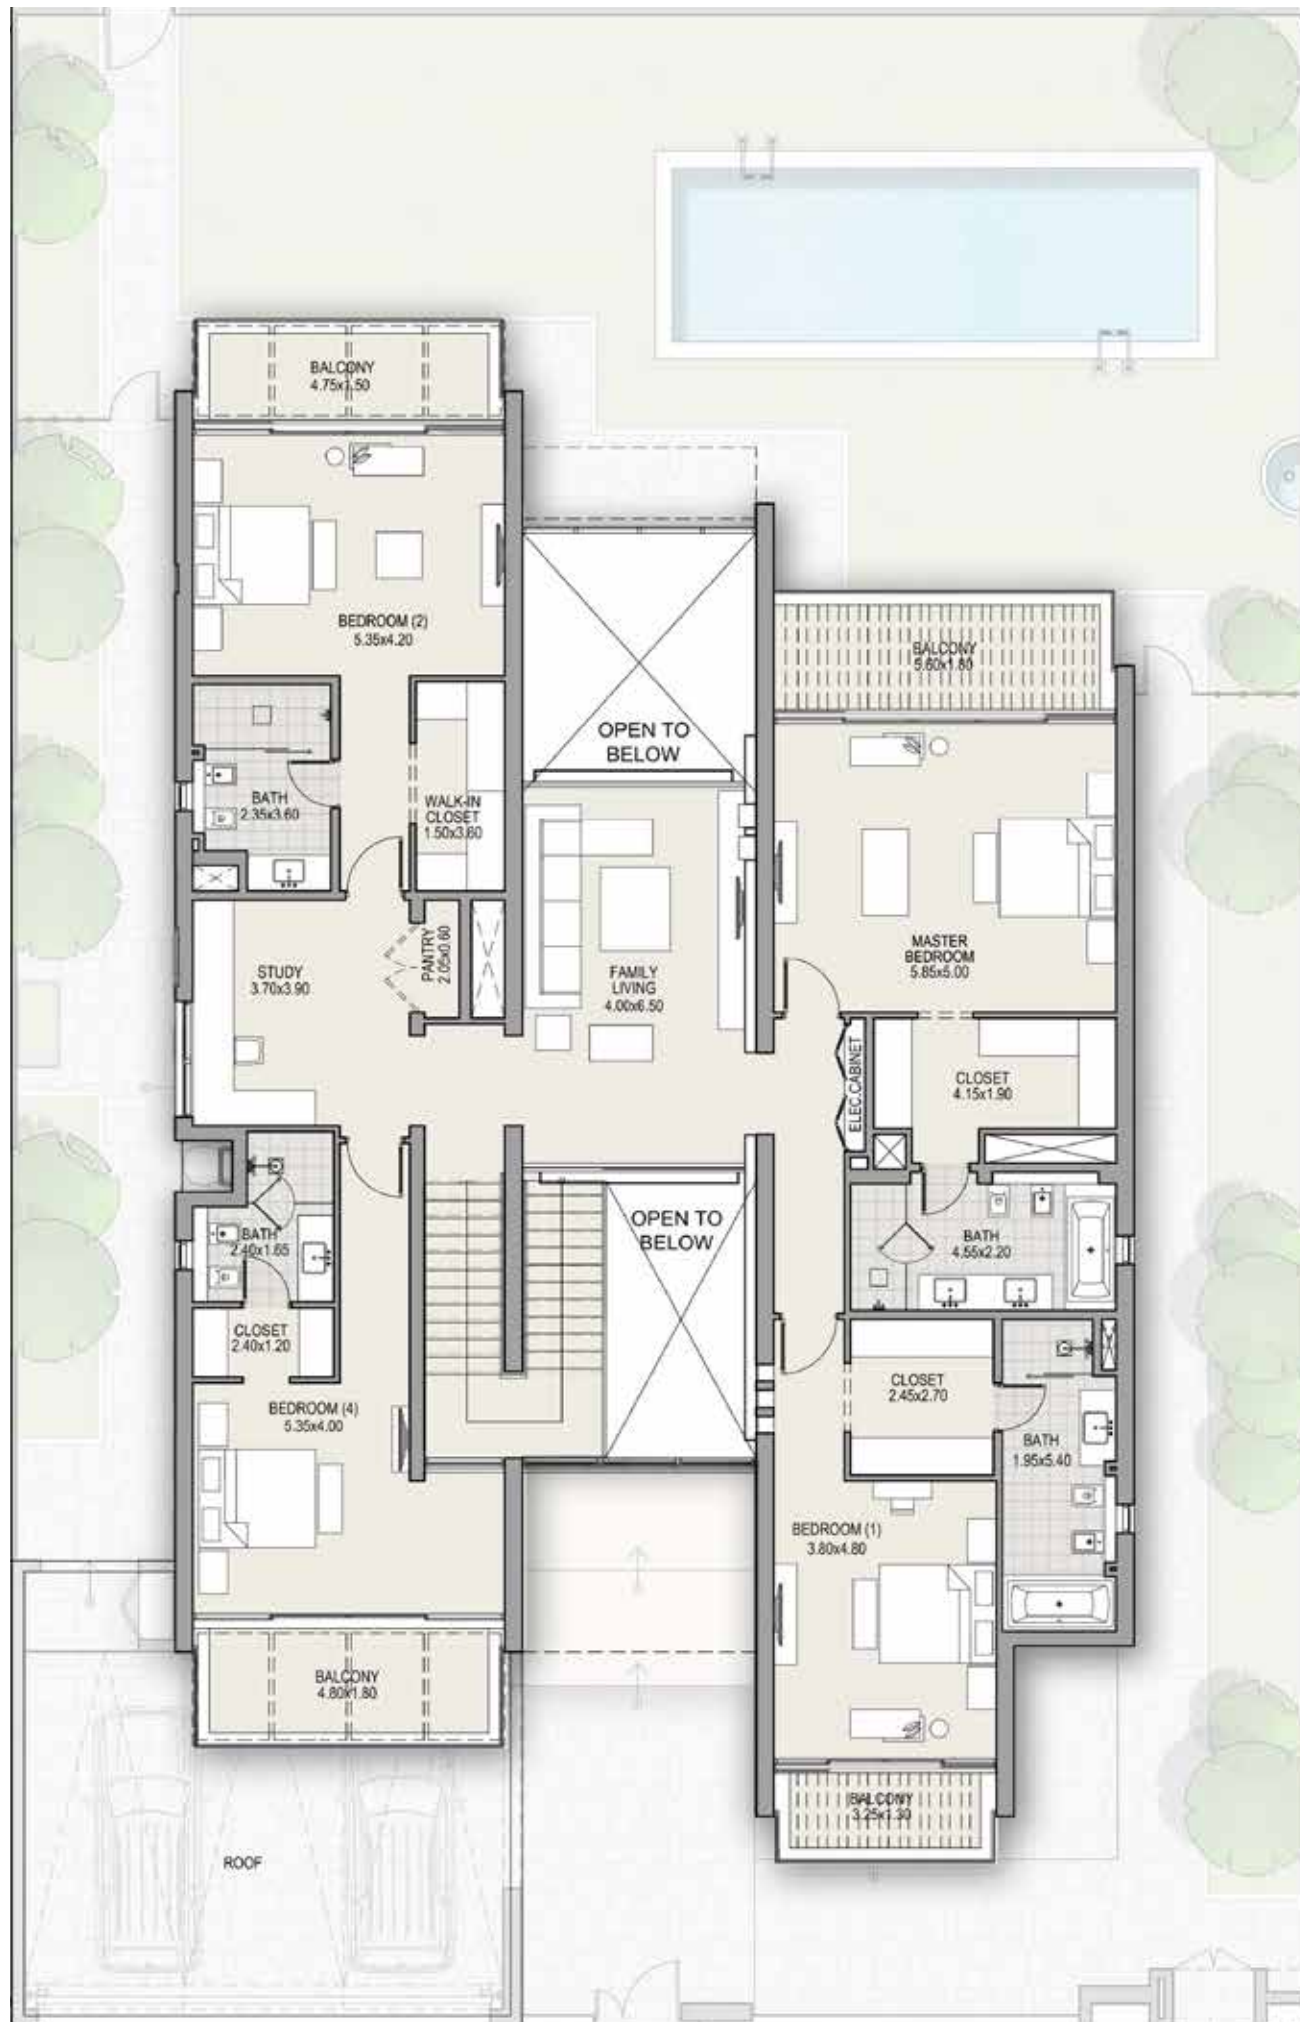 BALCONY
4.75x1.50
BEDROOM (2)
5.35x4.20
BALCONY
5.60x1.80
OPEN TO
BELOW
BATH
2.35x3.60
WALK-IN
CLOSET
1.50x3.60
MASTER
BEDROOM
5.85x5.00
STUDY
3.70x3.90
PANTRY
2.05x0.60
FAMILY
LIVING
4.00x6.50
ELEC.CABINET
CLOSET
4.15x1.90
OPEN TO
BELOW
BATH
2.40x1.65
BATH
4.55x2.20
CLOSET
2.40x1.20
CLOSET
2.45x2.70
BEDROOM (4)
5.35x4.00
BATH
1.95x5.40
BEDROOM (1)
3.80x4.80
BALCONY
4.80x1.80
BALCONY
3.25x1.30
ROOF